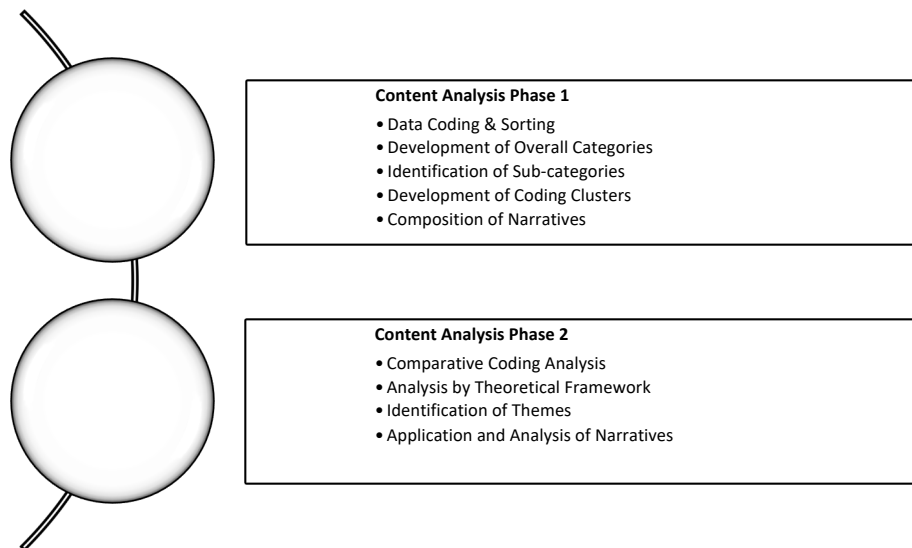 Content Analysis Phase 1
• Data Coding & Sorting
• Development of Overall Categories
• Identification of Sub-categories
• Development of Coding Clusters
• Composition of Narratives
Content Analysis Phase 2
• Comparative Coding Analysis
• Analysis by Theoretical Framework
• Identification of Themes
• Application and Analysis of Narratives